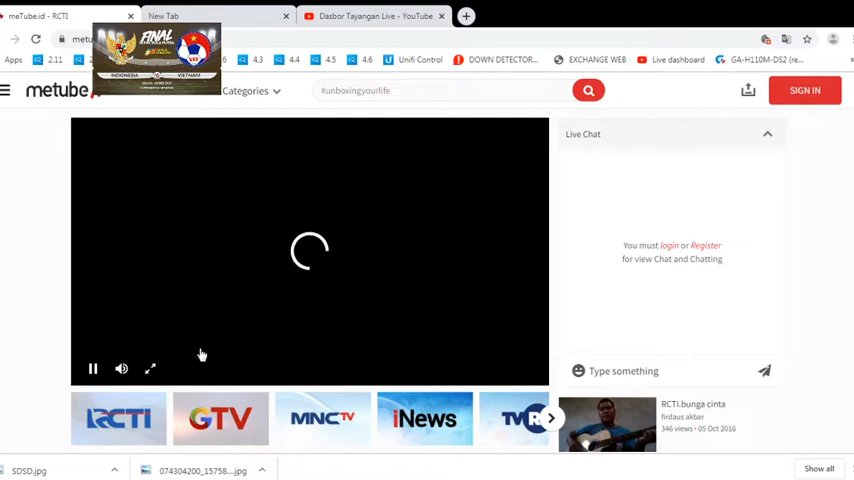 meTube.id - RCTI
New Tab
Dasbor Tayangan Live - YouTube
Apps
2.11
4.3
4.4
4.5
4.6
Unifi Control
DOWN DETECTOR...
EXCHANGE WEB
Live dashboard
GA-H110M-DS2 (re...
FINAL
VFF
INDONESIA
VIETNAM
metube
Categories
#unboxingyourlife
SIGN IN
Live Chat
You must login or Register
for view Chat and Chatting
Type something
RCTI
GTV
MNCTV
iNews
TVR
RCTI.bunga cinta
firdaus akbar
346 views • 05 Oct 2016
SDSD.jpg
074304200_15758....jpg
Show all